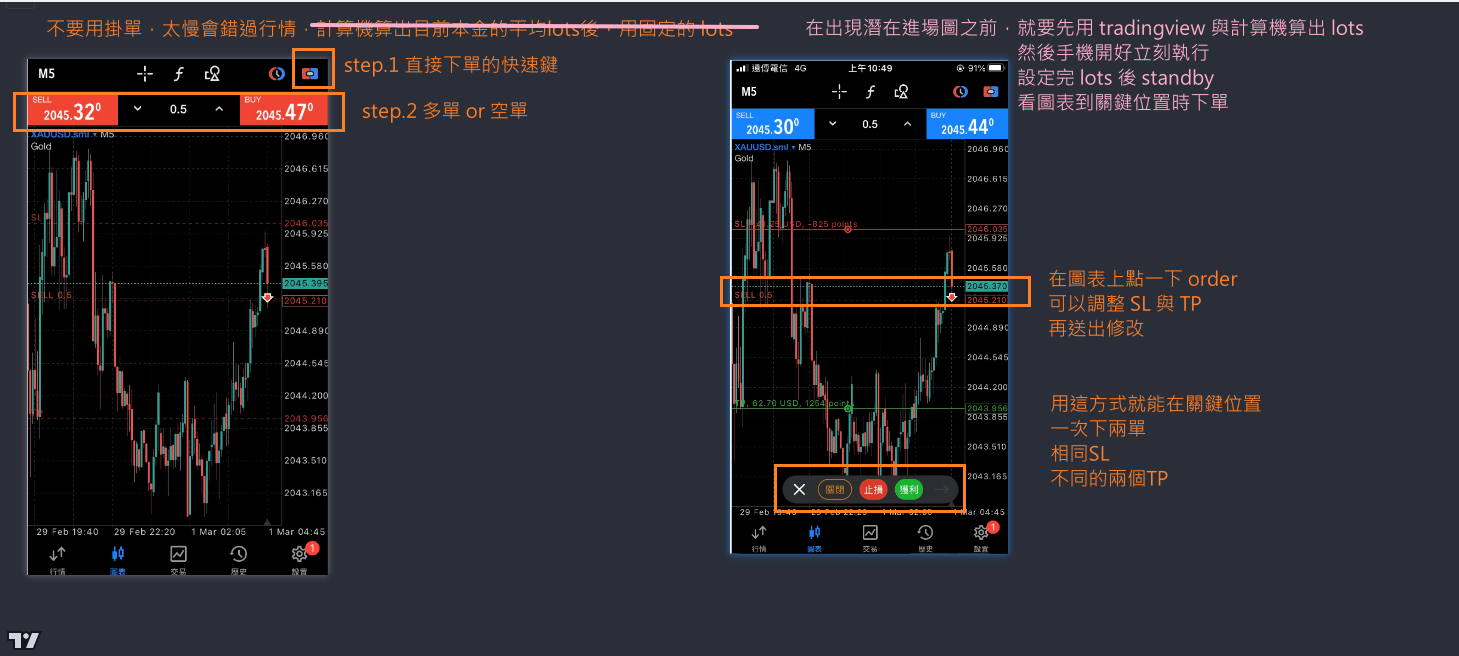 不要用掛單，太慢會錯過行情，計算機算出目前本金的平均lots後，用固定的 lots
在出現潛在進場圖之前，就要先用 tradingview 與計算機算出 lots
然後手機開好立刻執行
設定完 lots 後 standby
看圖表到關鍵位置時下單
step.1 直接下單的快速鍵
step.2 多單 or 空單
M5
SELL
2045.32⁰
0.5
BUY
2045.47⁰
XAUUSD.sml ▾ M5
Gold
2046.960
2046.615
2046.270
SL
2046.035
2045.925
2045.580
2045.395
SELL 0.5
2045.210
2044.890
2044.545
2044.200
2043.956
2043.855
2043.510
2043.165
29 Feb 19:40
29 Feb 22:20
1 Mar 02:05
1 Mar 04:45
行情
圖表
交易
歷史
設置
1
遠傳電信 4G
上午10:49
91%
M5
SELL
2045.30⁰
0.5
BUY
2045.44⁰
XAUUSD.sml ▾ M5
Gold
2046.960
2046.615
2046.270
USD, -825 points
2046.035
2045.925
2045.580
2045.370
SELL 0.5
2045.210
2044.890
2044.545
2044.200
TP, 62.70 USD, 1254 points
2043.956
2043.855
2043.510
2043.165
關閉
止損
獲利
29 Feb 19:40
29 Feb 22:20
1 Mar 02:05
1 Mar 04:45
行情
圖表
交易
歷史
設置
1
在圖表上點一下 order
可以調整 SL 與 TP
再送出修改
用這方式就能在關鍵位置
一次下兩單
相同SL
不同的兩個TP